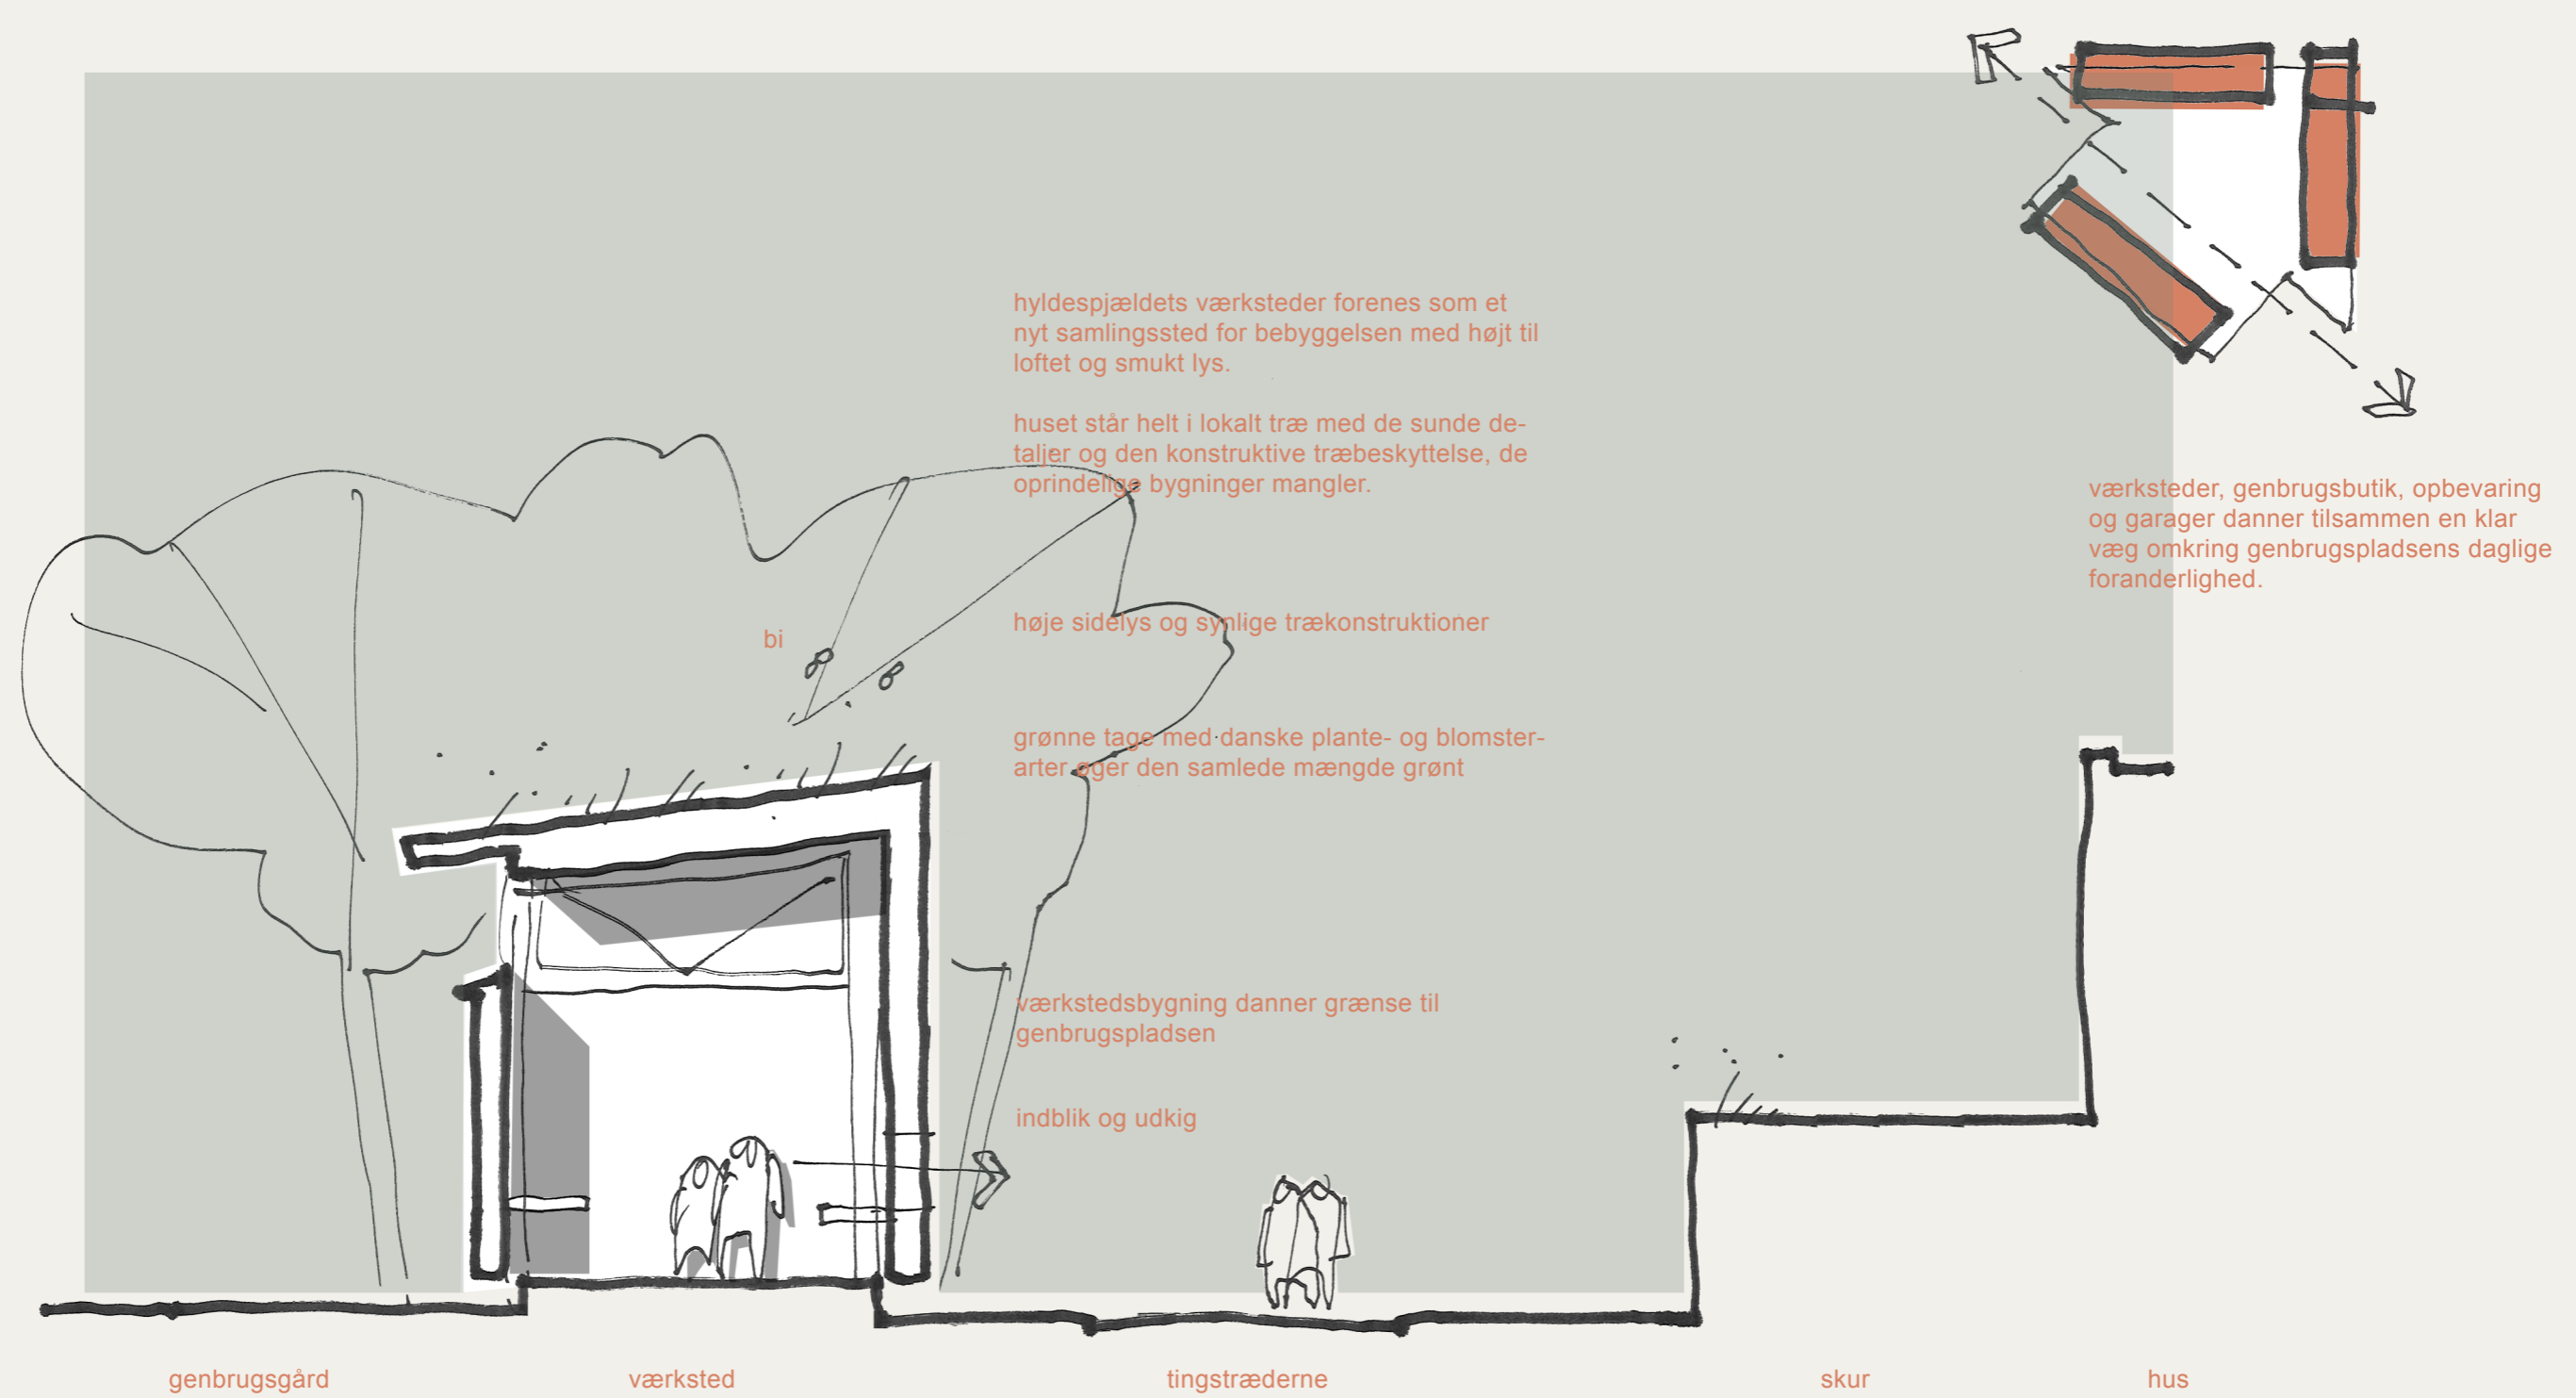 hyldespjældets værksteder forenes som et
nyt samlingssted for bebyggelsen med højt til
loftet og smukt lys.
huset står helt i lokalt træ med de sunde de-
taljer og den konstruktive træbeskyttelse, de
oprindelige bygninger mangler.
værksteder, genbrugsbutik, opbevaring
og garager danner tilsammen en klar
væg omkring genbrugspladsens daglige
foranderlighed.
bi
høje sidelys og synlige trækonstruktioner
grønne tage med danske plante- og blomster-
arter øger den samlede mængde grønt
værkstedsbygning danner grænse til
genbrugspladsen
indblik og udkig
genbrugsgård
værksted
tingstræderne
skur
hus